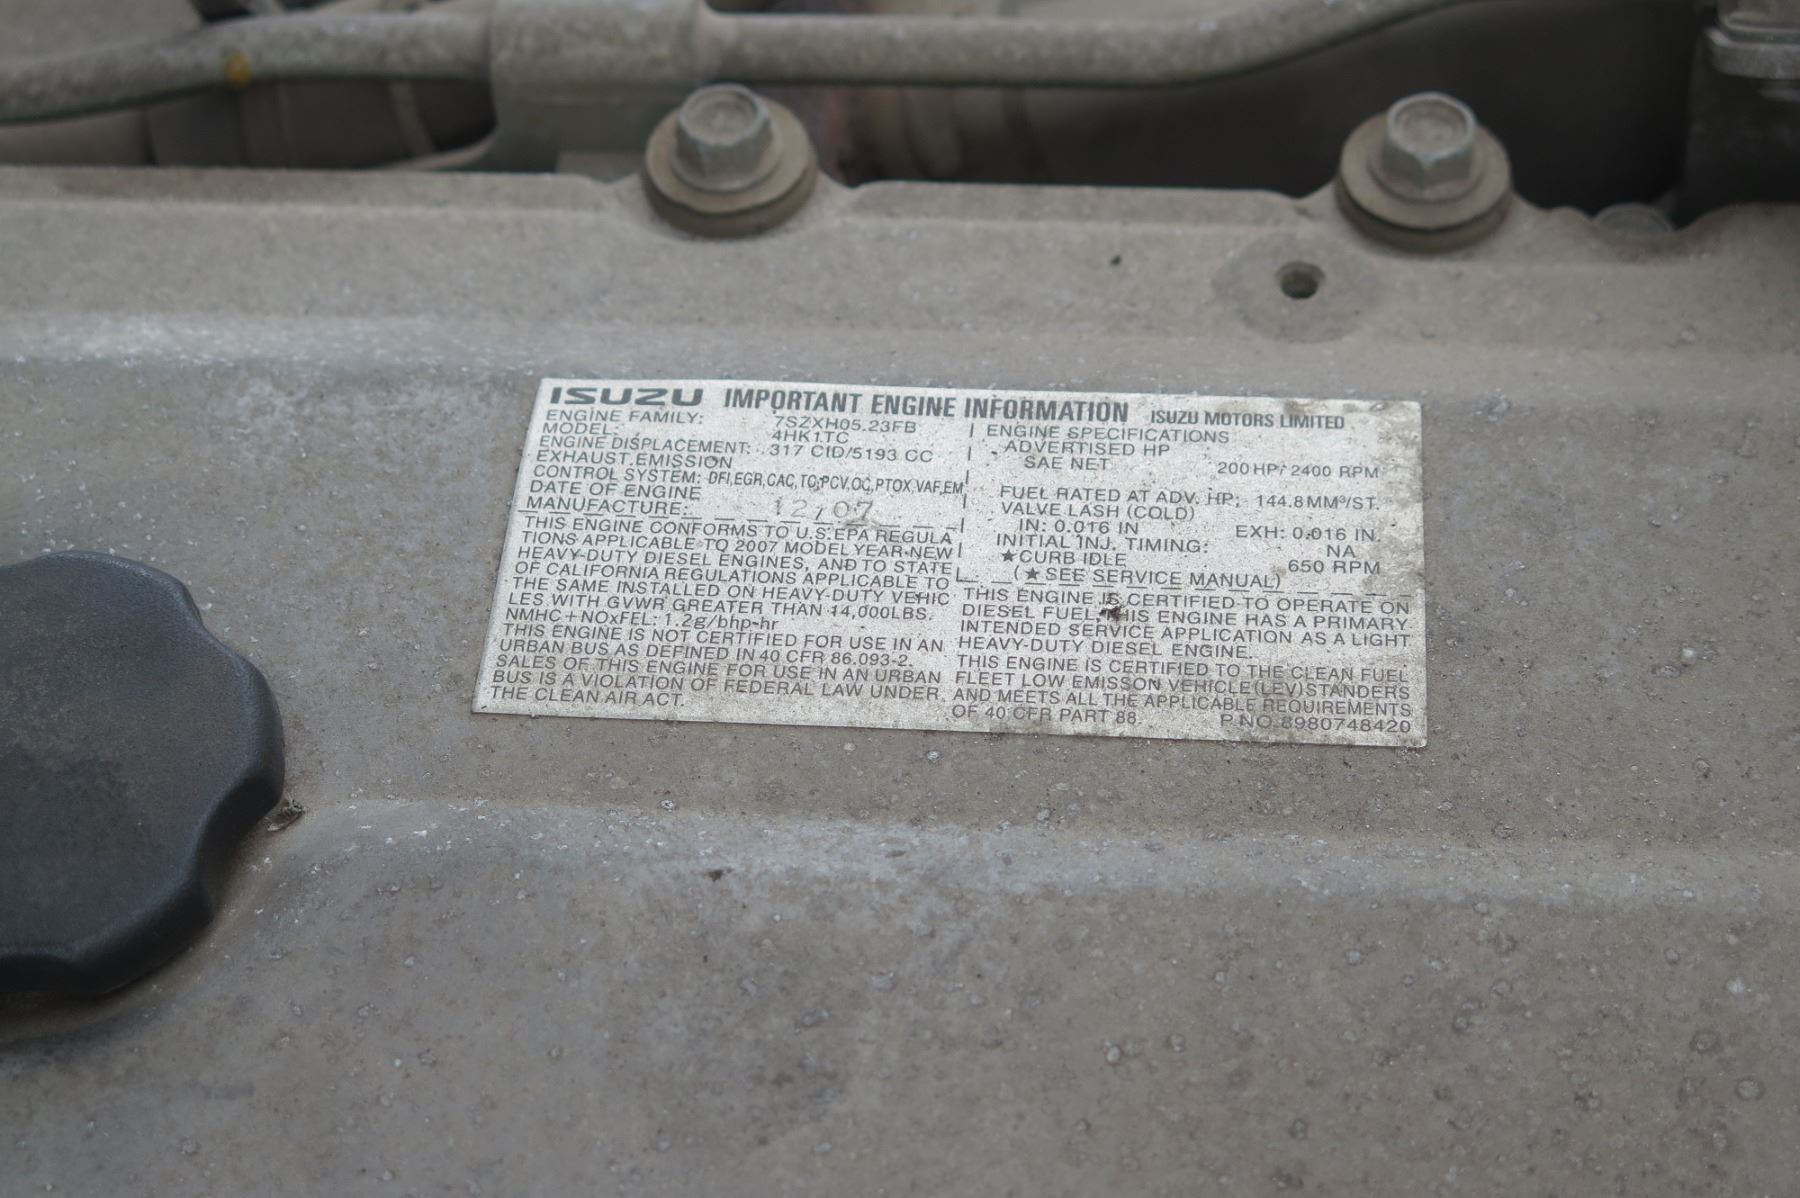 ISUZU IMPORTANT ENGINE INFORMATION ISUZU MOTORS LIMITED
ENGINE FAMILY: 7SZXH05.23FB
MODEL: 4HK1TC
ENGINE DISPLACEMENT: 317 CID/5193 CC
EXHAUST EMISSION
CONTROL SYSTEM: DFI,EGR,CAC,TC,PCV,OC,PTOX,VAF,EM
DATE OF ENGINE
MANUFACTURE: 12/07
THIS ENGINE CONFORMS TO U.S.EPA REGULA
TIONS APPLICABLE TO 2007 MODEL YEAR NEW
HEAVY-DUTY DIESEL ENGINES, AND TO STATE
OF CALIFORNIA REGULATIONS APPLICABLE TO
THE SAME INSTALLED ON HEAVY-DUTY VEHIC
LES WITH GVWR GREATER THAN 14,000LBS.
NMHC+NOxFEL: 1.2g/bhp-hr
THIS ENGINE IS NOT CERTIFIED FOR USE IN AN
URBAN BUS AS DEFINED IN 40 CFR 86.093-2.
SALES OF THIS ENGINE FOR USE IN AN URBAN
BUS IS A VIOLATION OF FEDERAL LAW UNDER
THE CLEAN AIR ACT.
ENGINE SPECIFICATIONS
ADVERTISED HP
SAE NET 200 HP/ 2400 RPM
FUEL RATED AT ADV. HP: 144.8MM³/ST.
VALVE LASH (COLD)
IN: 0.016 IN EXH: 0.016 IN.
INITIAL INJ. TIMING: NA
★CURB IDLE 650 RPM
(★SEE SERVICE MANUAL)
THIS ENGINE IS CERTIFIED TO OPERATE ON
DIESEL FUEL. THIS ENGINE HAS A PRIMARY
INTENDED SERVICE APPLICATION AS A LIGHT
HEAVY-DUTY DIESEL ENGINE.
THIS ENGINE IS CERTIFIED TO THE CLEAN FUEL
FLEET LOW EMISSON VEHICLE(LEV)STANDERS
AND MEETS ALL THE APPLICABLE REQUIREMENTS
OF 40 CFR PART 88 P.NO.8980748420